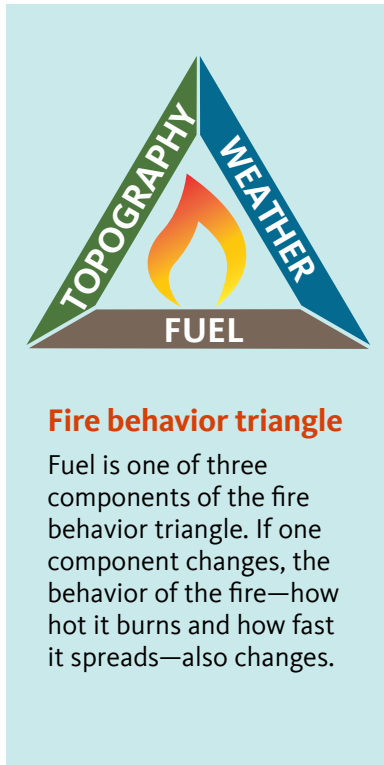 TOPOGRAPHY
WEATHER
FUEL
Fire behavior triangle
Fuel is one of three
components of the fire
behavior triangle. If one
component changes, the
behavior of the fire—how
hot it burns and how fast
it spreads—also changes.